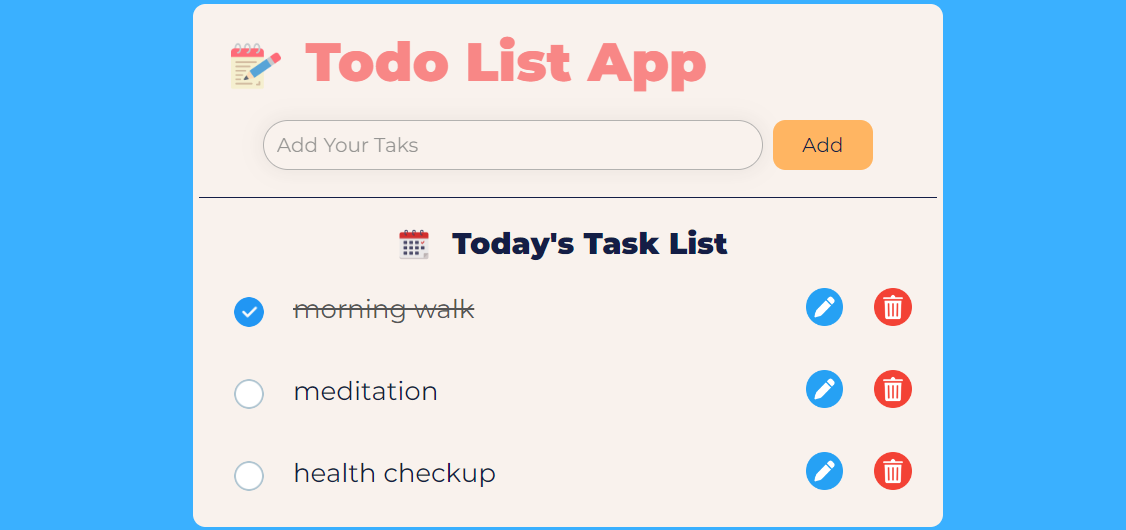 Todo List App
Add Your Taks
Add
Today's Task List
morning walk
meditation
health checkup